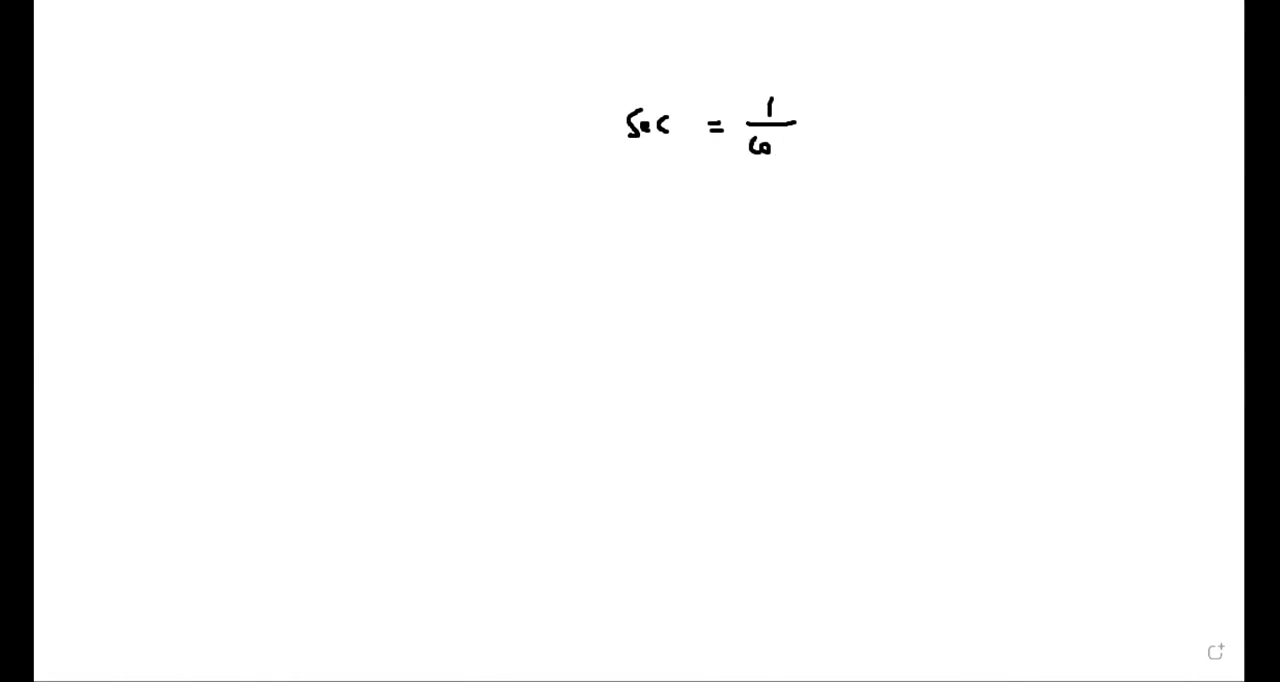 sec = 1/co